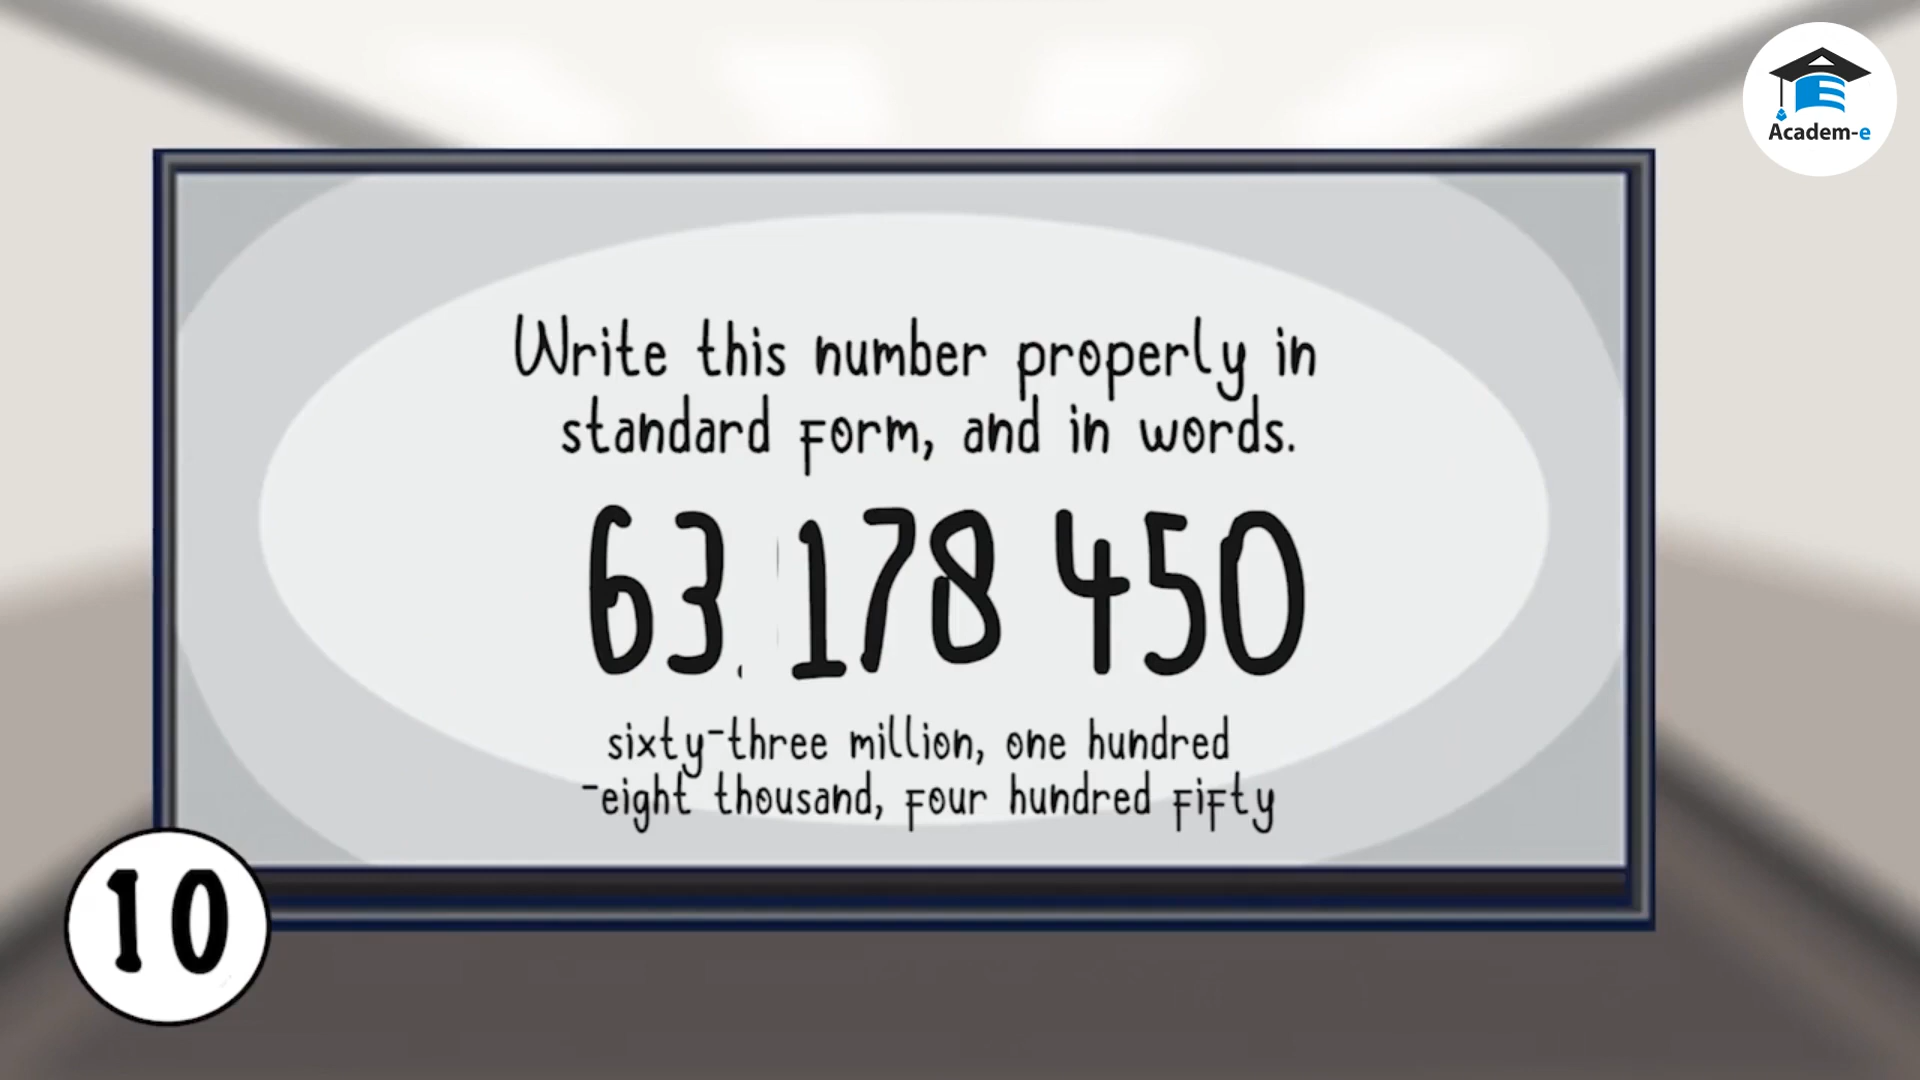 Academ-e
Write this number properly in
standard form, and in words.
63 178 450
sixty-three million, one hundred
-eight thousand, four hundred fifty
10